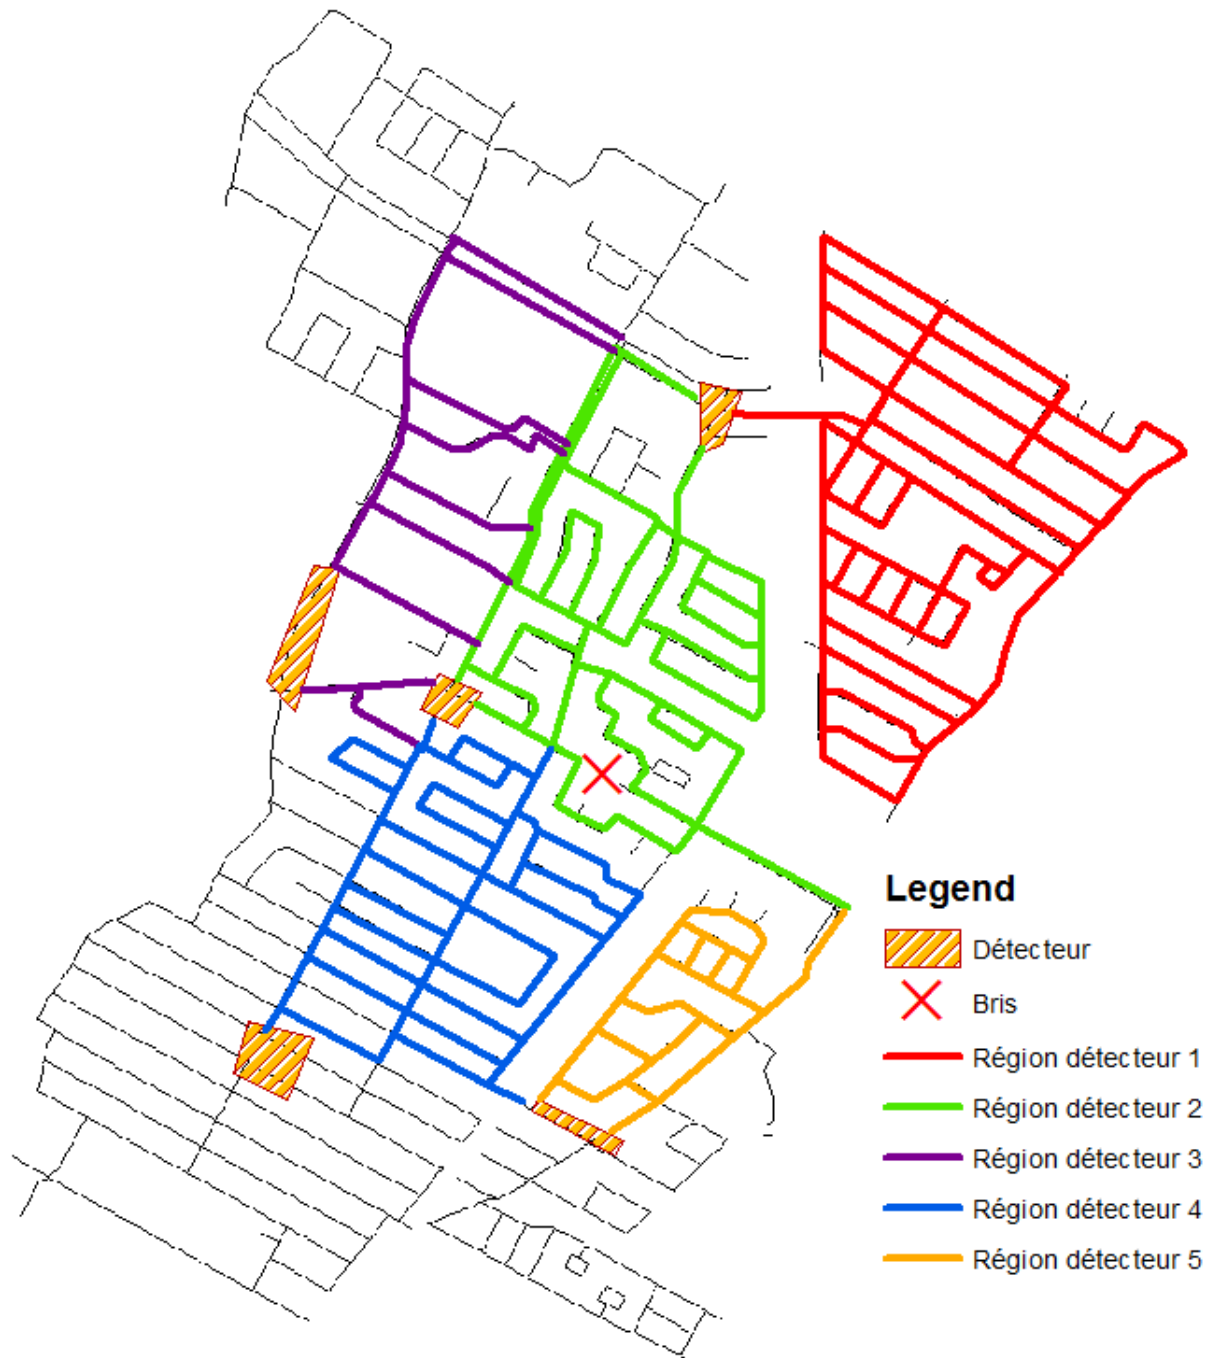 Legend
Détecteur
Bris
Région détecteur 1
Région détecteur 2
Région détecteur 3
Région détecteur 4
Région détecteur 5